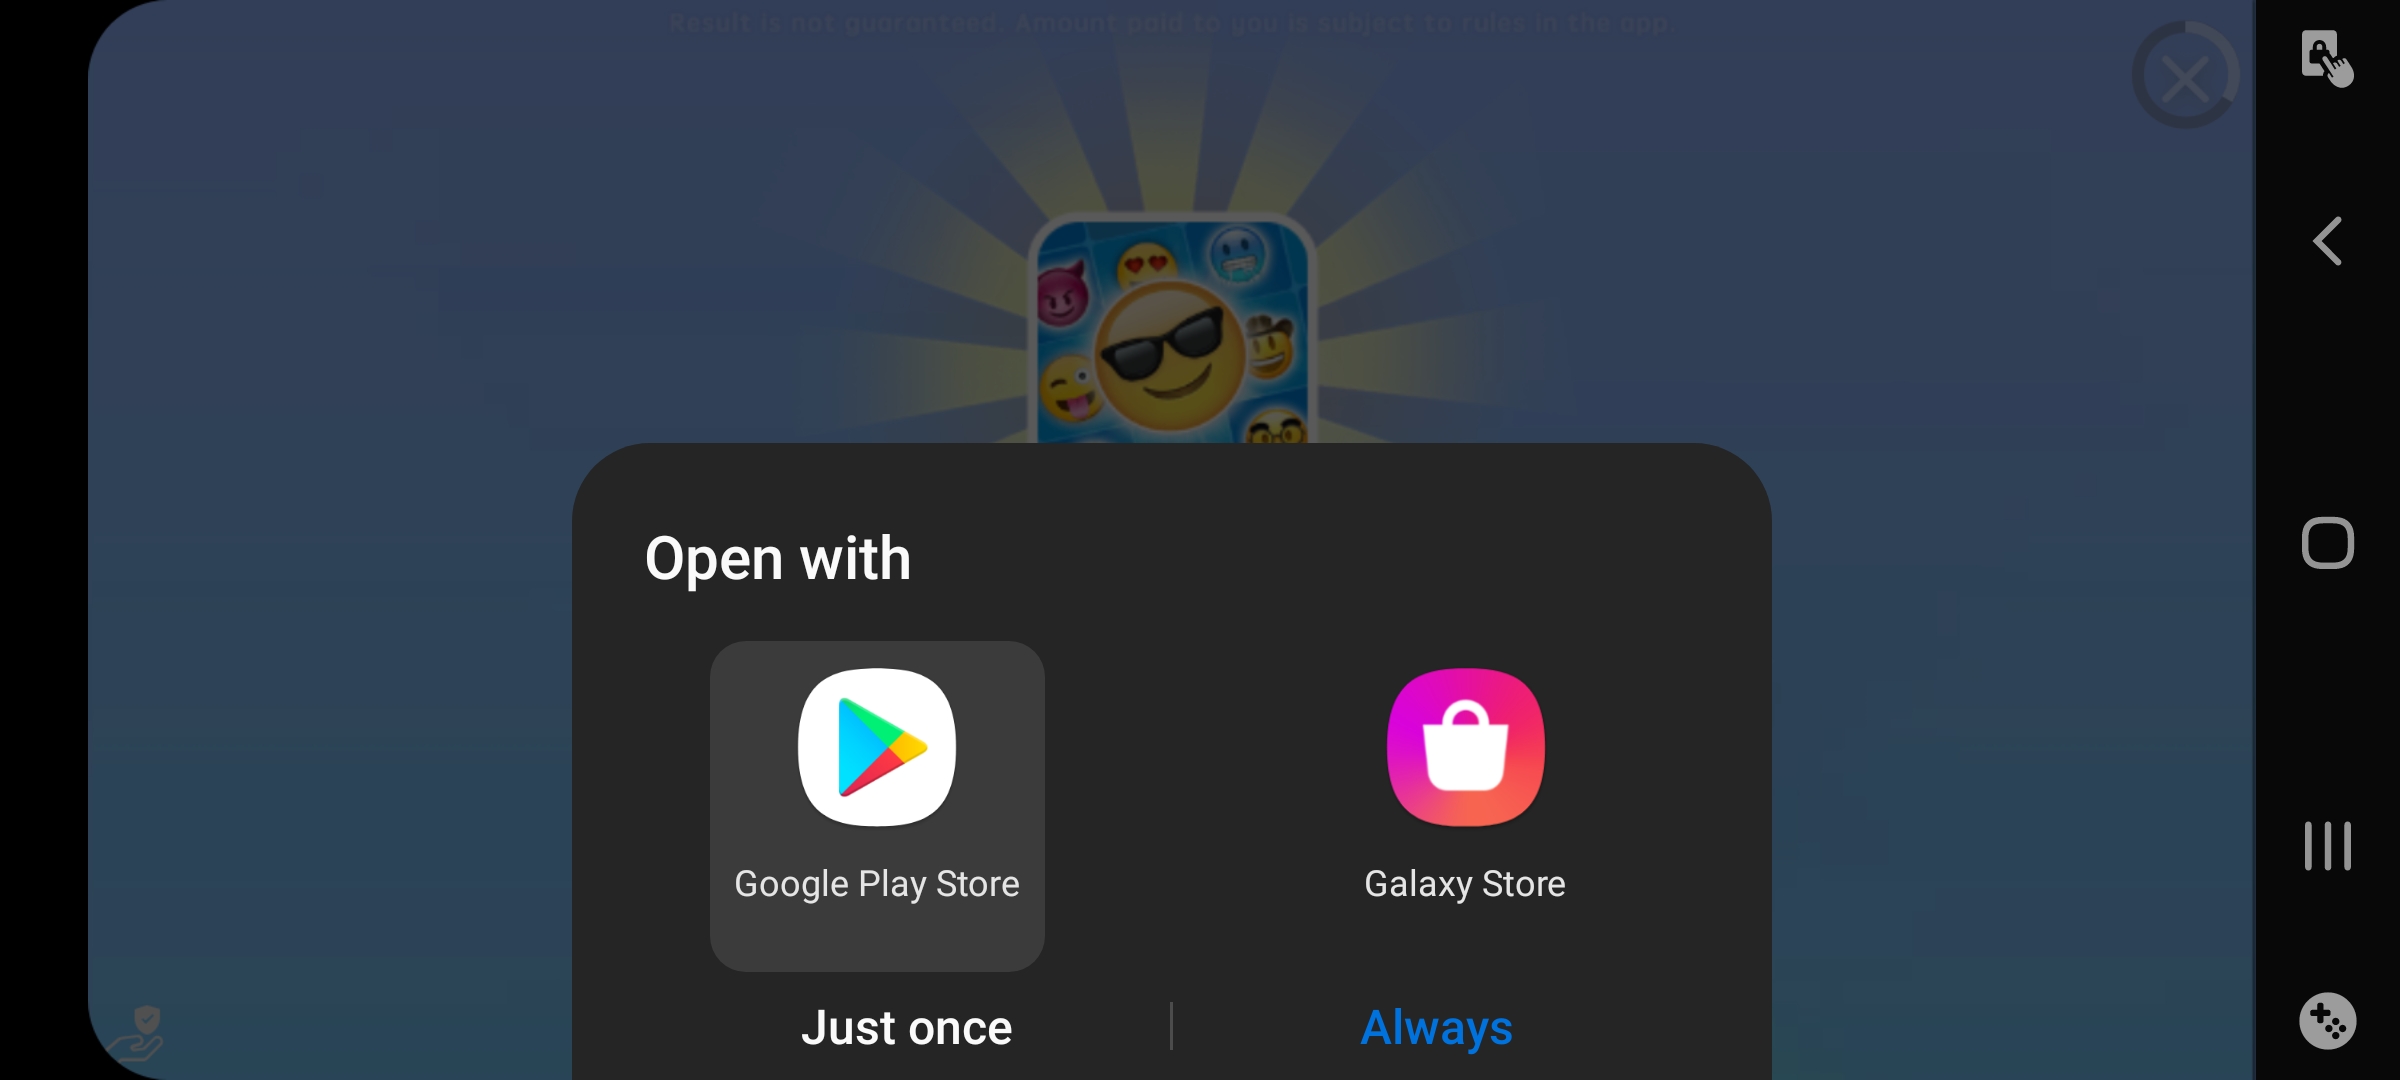 Result is not guaranteed. Amount paid to you is subject to rules in the app.
Open with
Google Play Store
Galaxy Store
Just once
Always